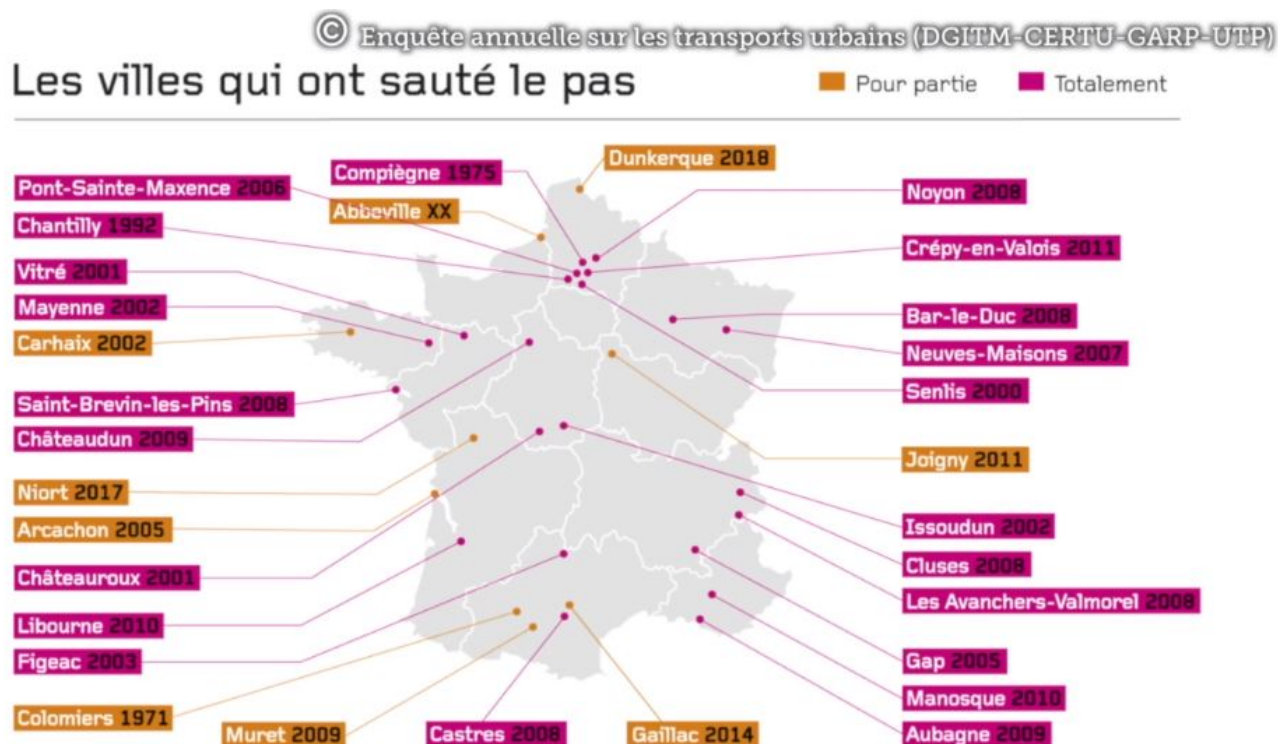 © Enquête annuelle sur les transports urbains (DGITM-CERTU-GARP-UTP)
Les villes qui ont sauté le pas
Pour partie
Totalement
Pont-Sainte-Maxence 2006
Chantilly 1992
Vitré 2001
Mayenne 2002
Carhaix 2002
Saint-Brevin-les-Pins 2008
Châteaudun 2009
Niort 2017
Arcachon 2005
Châteauroux 2001
Libourne 2010
Figeac 2003
Colomiers 1971
Compiègne 1975
Abbeville XX
Dunkerque 2018
Muret 2009
Castres 2008
Gaillac 2014
Noyon 2008
Crépy-en-Valois 2011
Bar-le-Duc 2008
Neuves-Maisons 2007
Senlis 2000
Joigny 2011
Issoudun 2002
Cluses 2008
Les Avanchers-Valmorel 2008
Gap 2005
Manosque 2010
Aubagne 2009